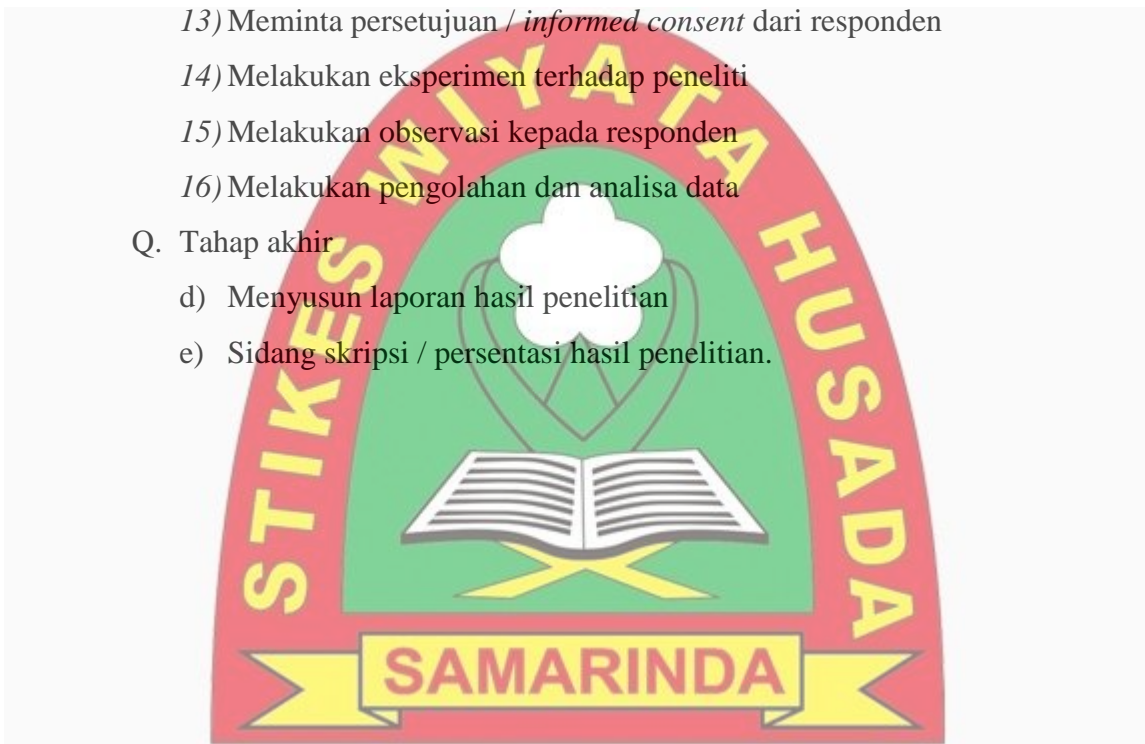 13) Meminta persetujuan / informed consent dari responden
14) Melakukan eksperimen terhadap peneliti
15) Melakukan observasi kepada responden
16) Melakukan pengolahan dan analisa data
Q. Tahap akhir
d) Menyusun laporan hasil penelitian
e) Sidang skripsi / persentasi hasil penelitian.
STIKES WIYATA HUSADA
SAMARINDA